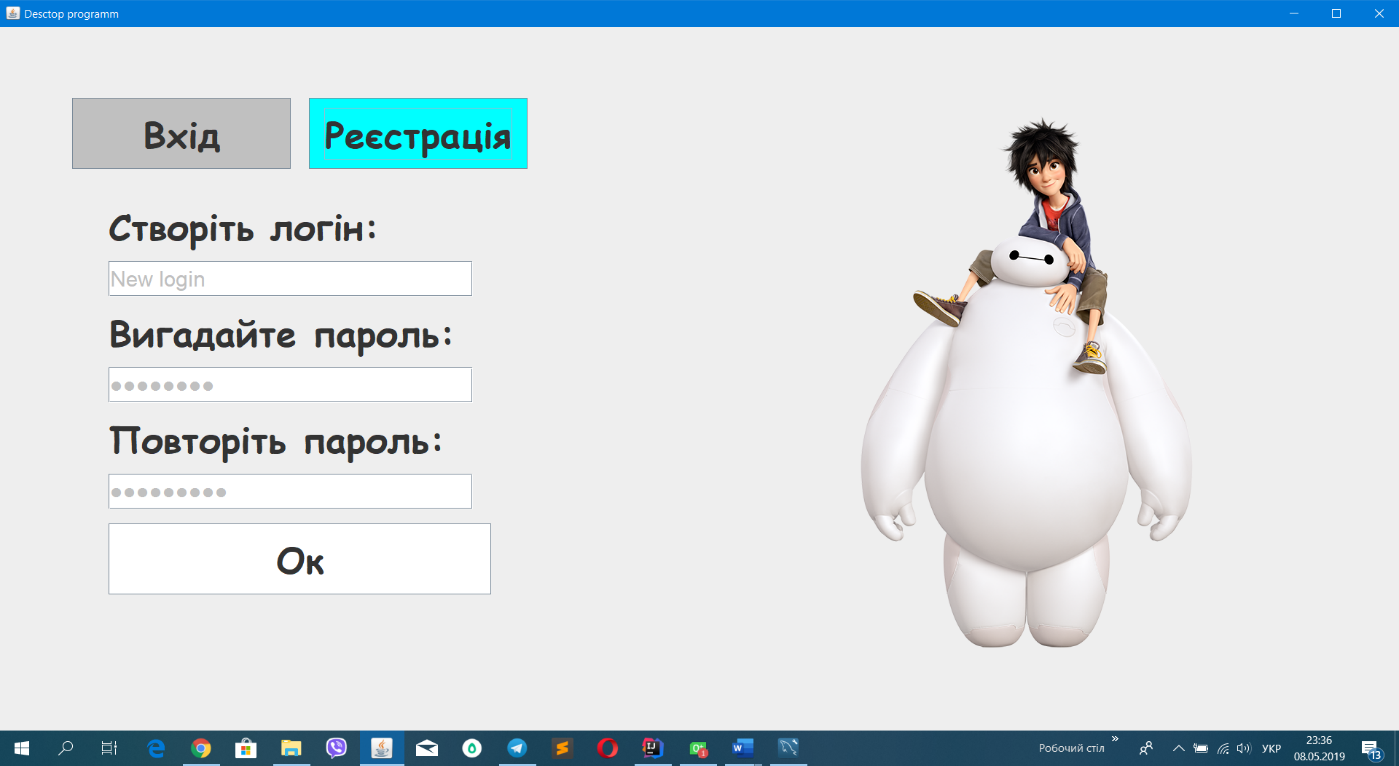 Desctop programm
Вхід
Реєстрація
Створіть логін:
New login
Вигадайте пароль:
Повторіть пароль:
Ок
Робочий стіл
УКР
23:36
08.05.2019
13